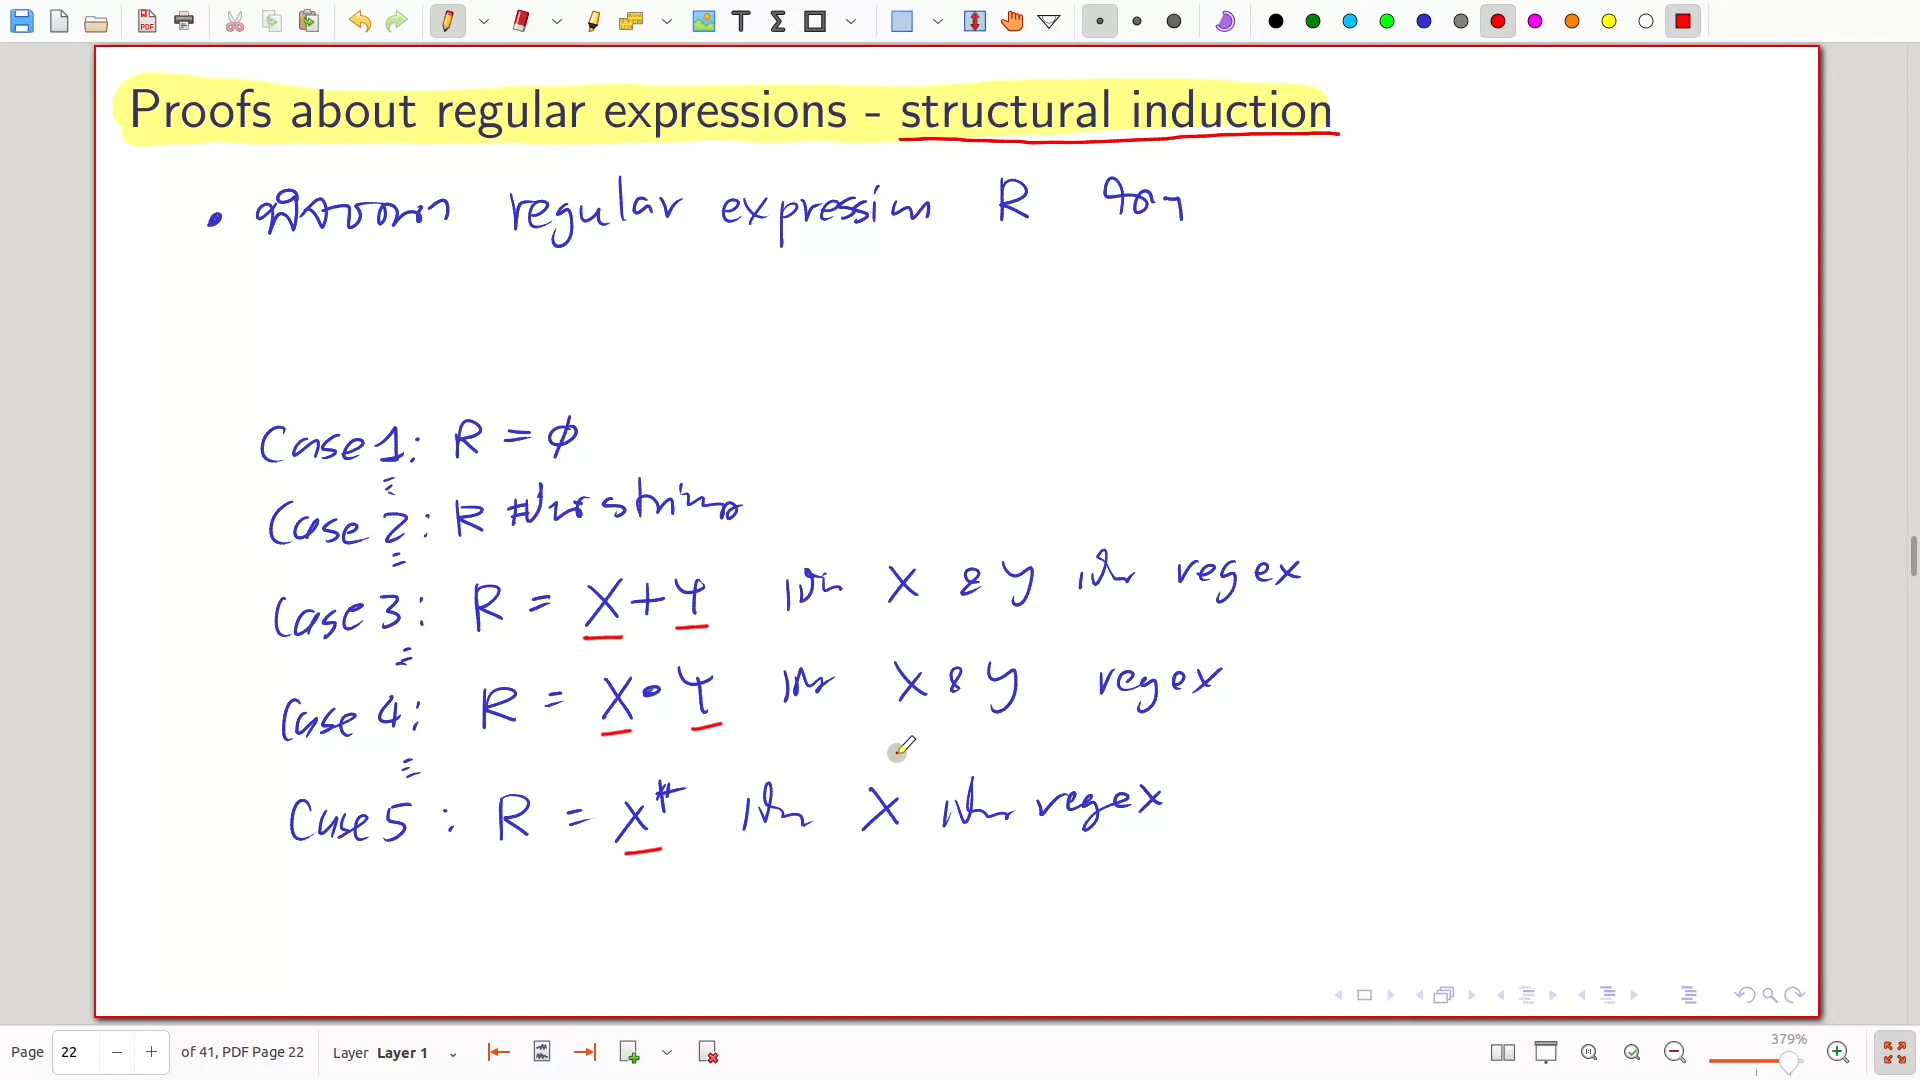 Proofs about regular expressions - structural induction
• พิจารณา regular expression R ใดๆ
Case 1: R = ∅
Case 2: R เป็น string
Case 3: R = X + Y เมื่อ X & Y เป็น regex
Case 4: R = X • Y เมื่อ X & Y regex
Case 5: R = X* เมื่อ X เป็น regex
Page 22 of 41, PDF Page 22 Layer Layer 1 379%